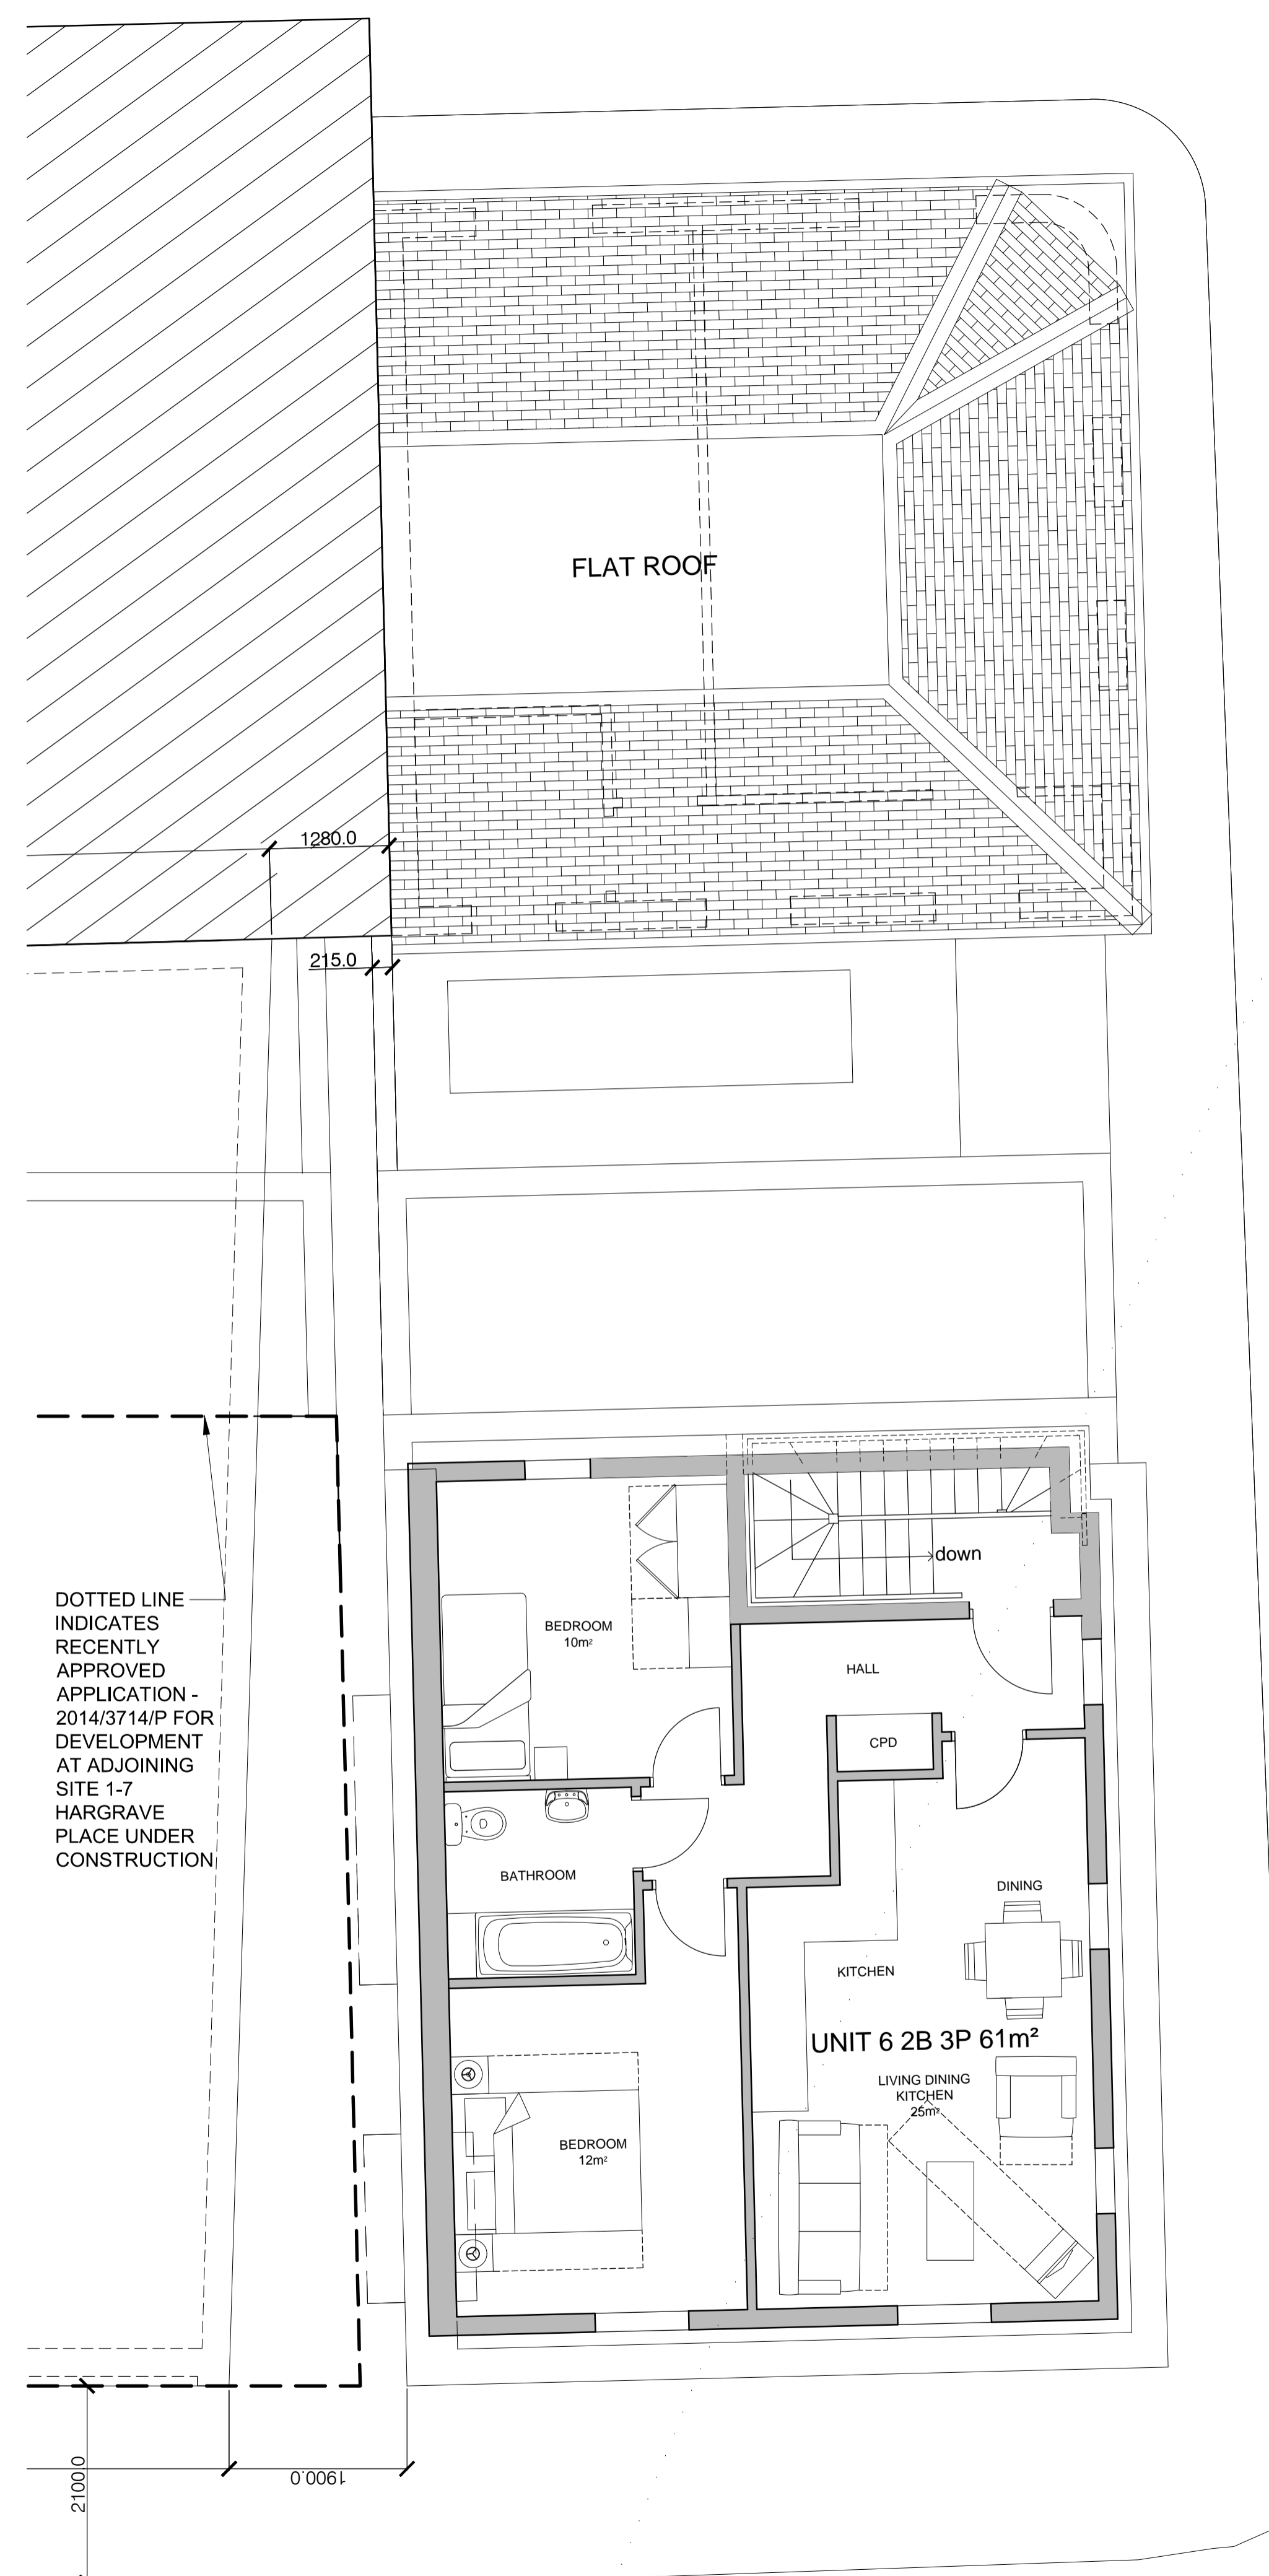 FLAT ROOF
1280.0
215.0
down
DOTTED LINE
INDICATES
RECENTLY
APPROVED
APPLICATION -
2014/3714/P FOR
DEVELOPMENT
AT ADJOINING
SITE 1-7
HARGRAVE
PLACE UNDER
CONSTRUCTION
BEDROOM
10m²
HALL
CPD
BATHROOM
DINING
KITCHEN
UNIT 6 2B 3P 61m²
LIVING DINING
KITCHEN
25m²
BEDROOM
12m²
1900.0
2100.0